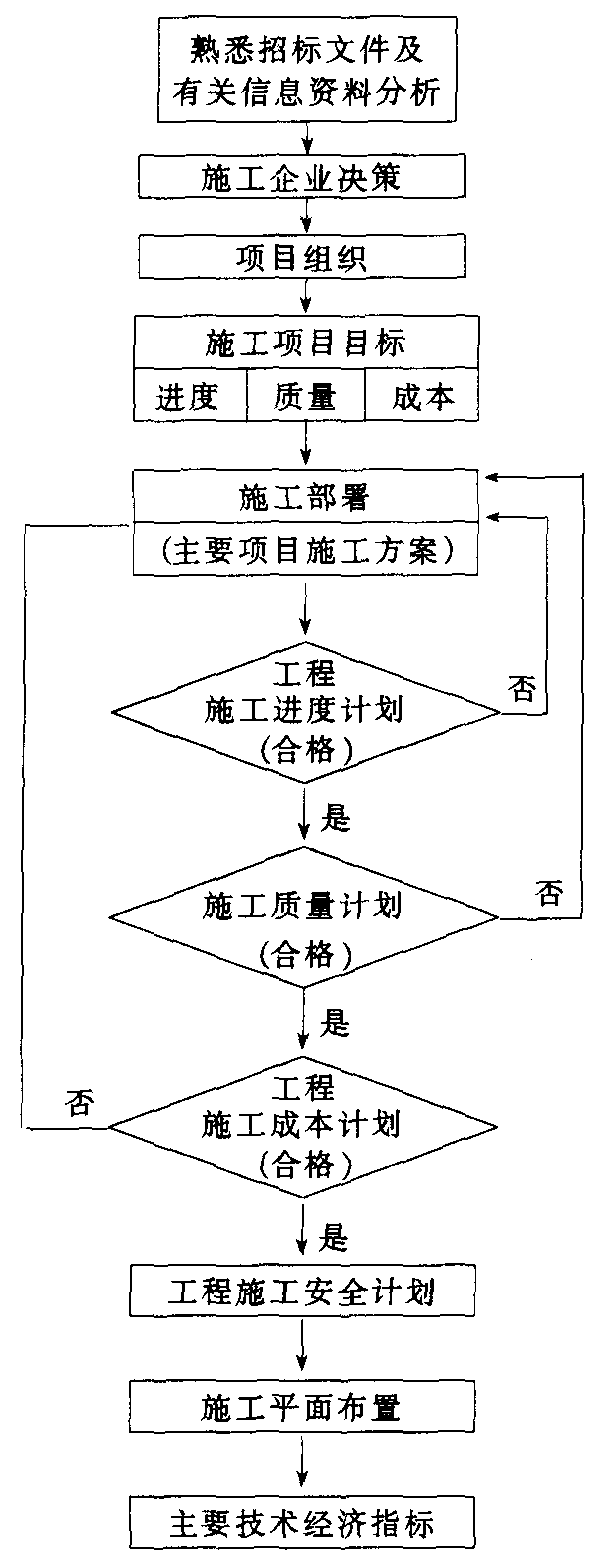 熟悉招标文件及
有关信息资料分析
施工企业决策
项目组织
施工项目目标
进度 质量 成本
施工部署
(主要项目施工方案)
工程
施工进度计划
(合格)
否
是
施工质量计划
(合格)
否
是
工程
施工成本计划
(合格)
否
是
工程施工安全计划
施工平面布置
主要技术经济指标